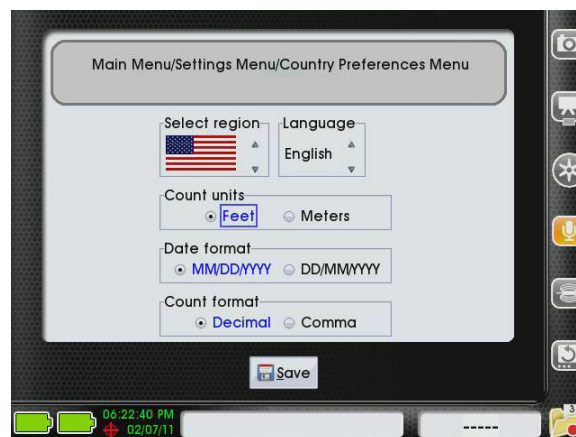 Main Menu/Settings Menu/Country Preferences Menu
Select region
Language
English
Count units
Feet
Meters
Date format
MM/DD/YYYY
DD/MM/YYYY
Count format
Decimal
Comma
Save
06:22:40 PM
02/07/11
-----
3